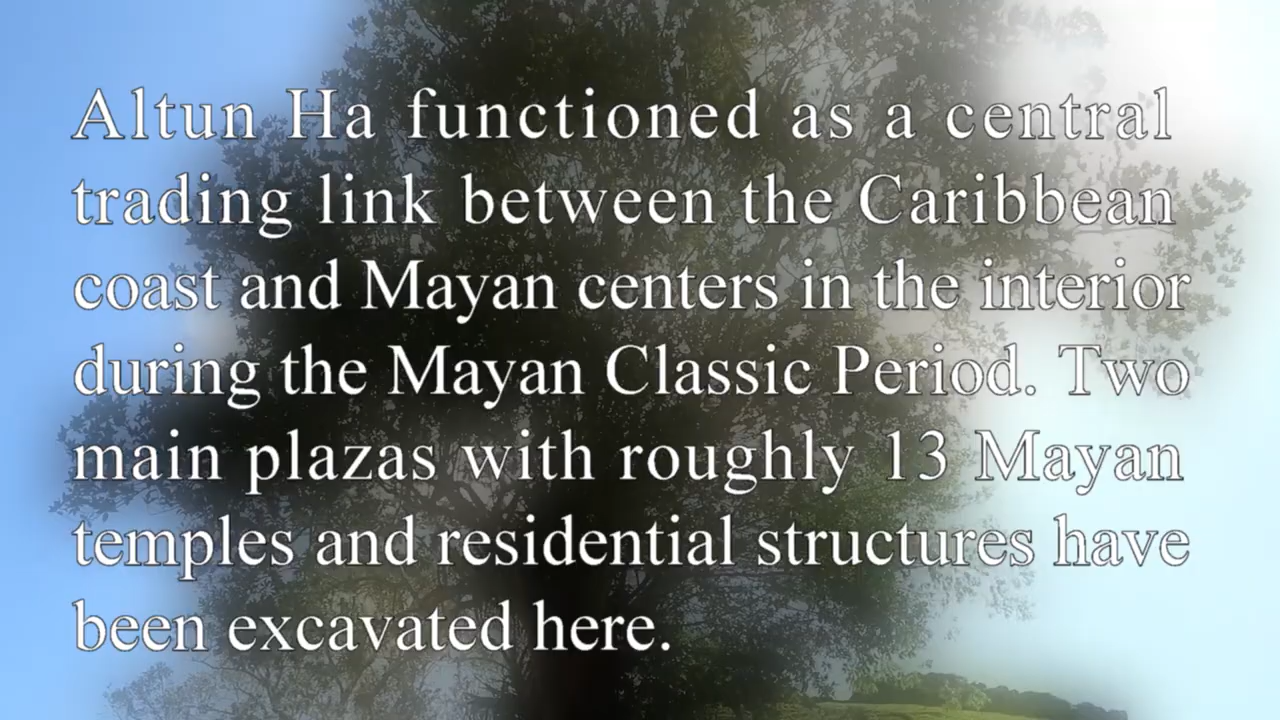 Altun Ha functioned as a central
trading link between the Caribbean
coast and Mayan centers in the interior
during the Mayan Classic Period. Two
main plazas with roughly 13 Mayan
temples and residential structures have
been excavated here.